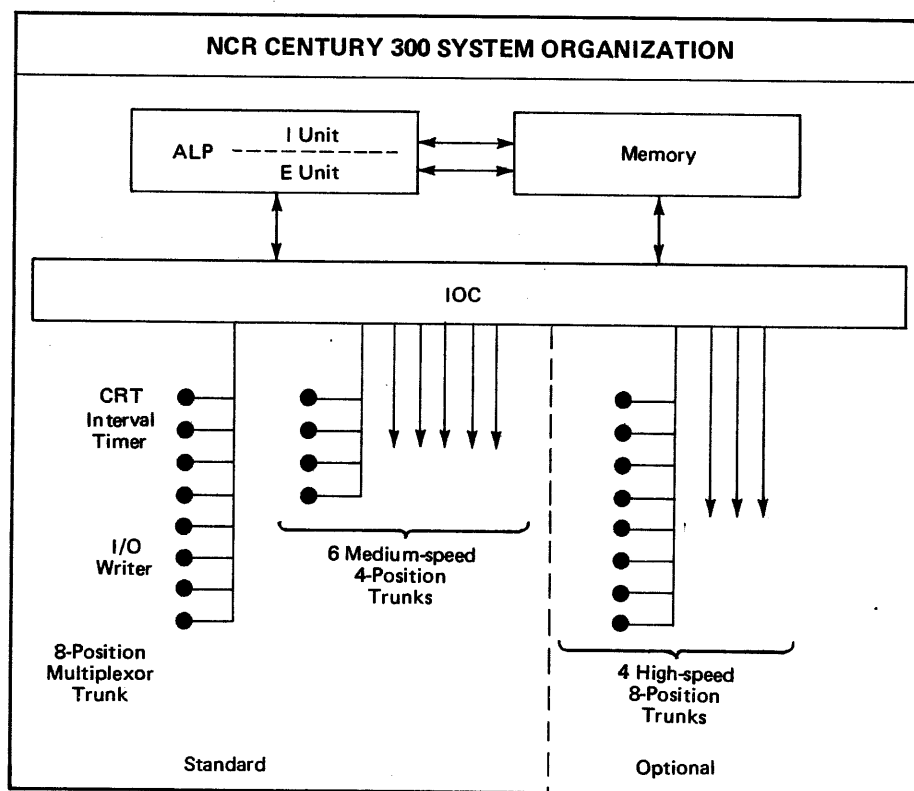 NCR CENTURY 300 SYSTEM ORGANIZATION
I Unit
ALP
E Unit
Memory
IOC
CRT
Interval
Timer
I/O
Writer
8-Position
Multiplexor
Trunk
6 Medium-speed
4-Position
Trunks
4 High-speed
8-Position
Trunks
Standard
Optional